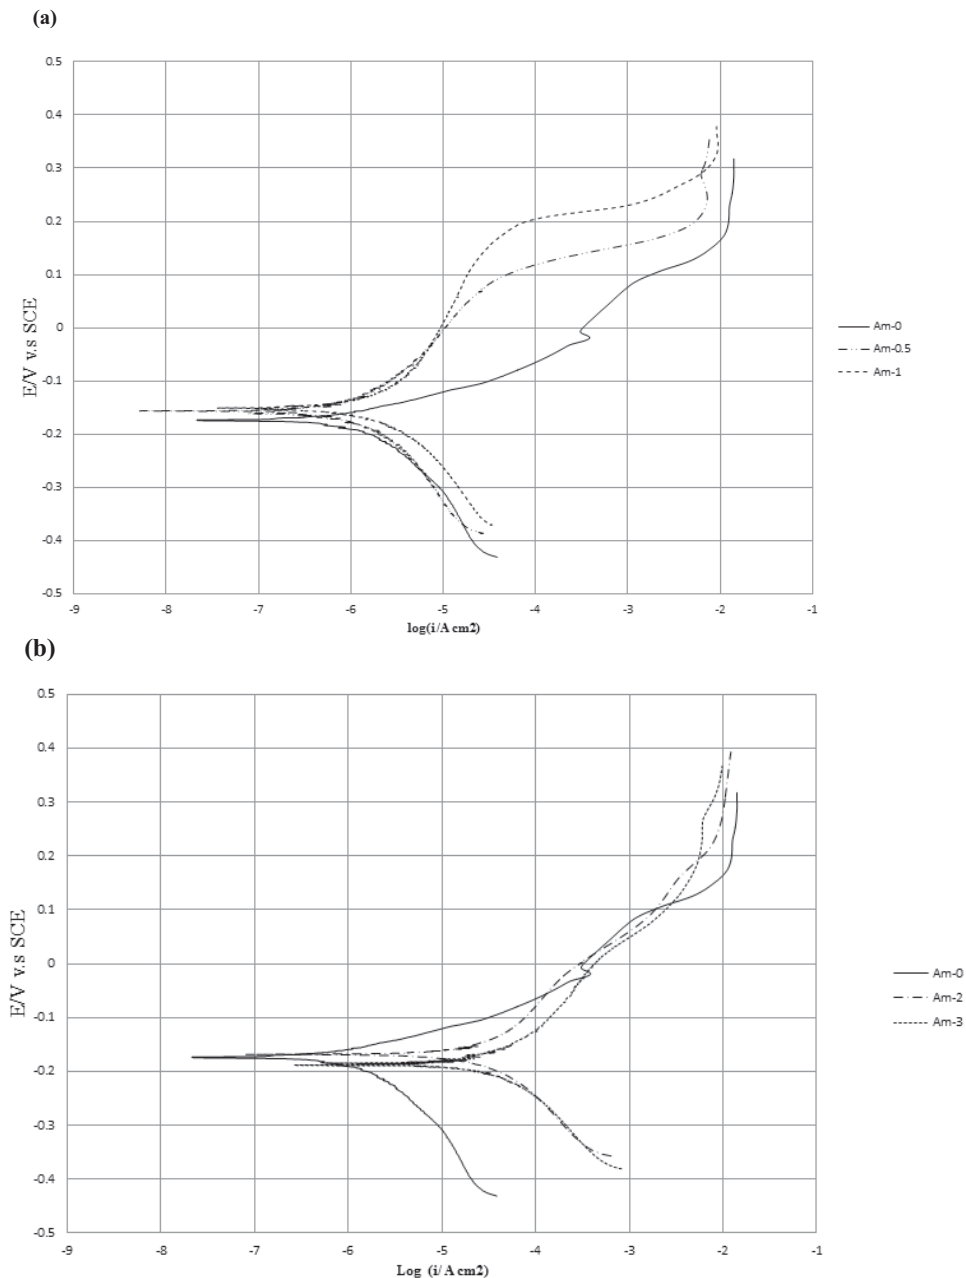 (a)
0.5
0.4
0.3
0.2
0.1
0
-0.1
-0.2
-0.3
-0.4
-0.5
E/V v.s SCE
-9 -8 -7 -6 -5 -4 -3 -2 -1
log(i/A cm2)
Am-0
Am-0.5
Am-1
(b)
0.5
0.4
0.3
0.2
0.1
0
-0.1
-0.2
-0.3
-0.4
-0.5
E/V v.s SCE
-9 -8 -7 -6 -5 -4 -3 -2 -1
Log (i/A cm2)
Am-0
Am-2
Am-3